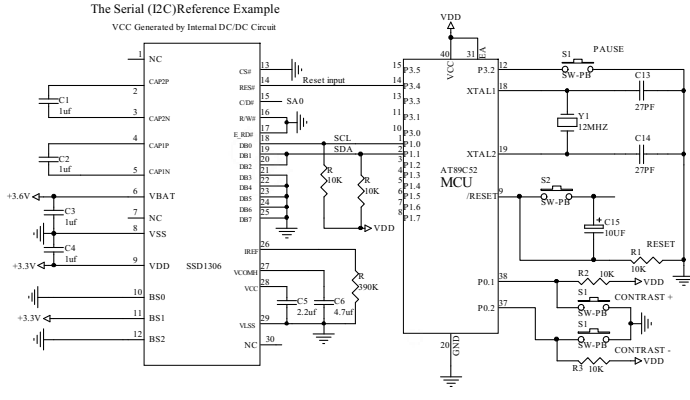 The Serial (I2C)Reference Example
VCC Generated by Internal DC/DC Circuit
1 NC
CAP2P
2
C1
1uf
3 CAP2N
4 CAP1P
C2
1uf
5 CAP1N
+3.6V 6 VBAT
C3
1uf
7 NC
8 VSS
C4
1uf
+3.3V 9 VDD
10 BS0
+3.3V 11 BS1
12 BS2
SSD1306
CS# 13
RES# 14 Reset input
C/D# 15 SA0
R/W# 16
E_RD# 17
DB0 18 SCL
DB1 19 SDA
DB2 20
DB3 21
DB4 22
DB5 23
DB6 24
DB7 25
R
10K
R
10K
VDD
IREF 26
VCOMH 27
VCC 28
VLSS 29
NC 30
C5
2.2uf
C6
4.7uf
R
390K
VDD
40
VCC
31
EA
15 P3.5
14 P3.4
13 P3.3
11 P3.1
10 P3.0
1 P1.0
2 P1.1
3 P1.2
4 P1.3
5 P1.4
6 P1.5
7 P1.6
8 P1.7
AT89C52
MCU
P3.2 12
XTAL1 18
XTAL2 19
/RESET 9
P0.1 38
P0.2 37
20
GND
S1 PAUSE
SW-PB
C13
27PF
Y1
12MHZ
C14
27PF
S2
SW-PB
C15
10UF
+
RESET
R1
10K
R2 10K VDD
S1 CONTRAST +
SW-PB
S1
SW-PB
CONTRAST -
R3 10K VDD